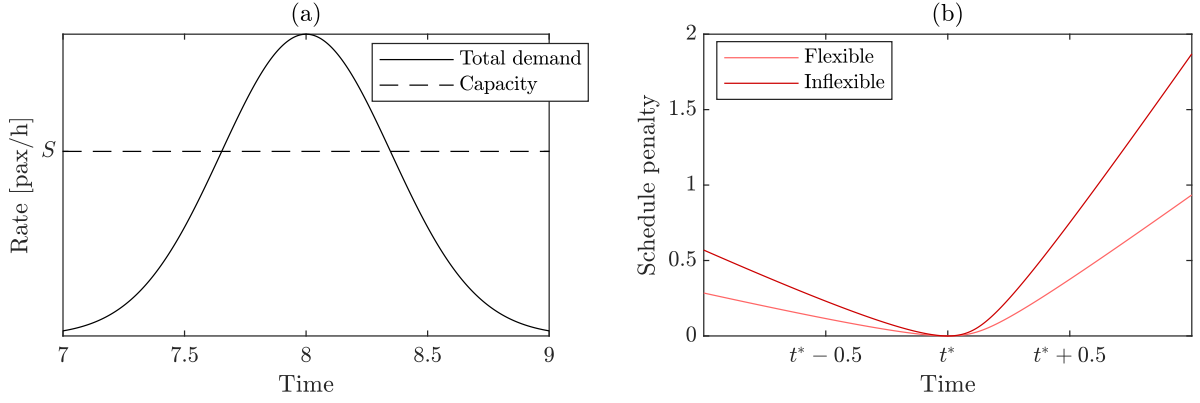 (a)
Total demand
Capacity
Rate [pax/h]
S
7
7.5
8
8.5
9
Time
(b)
Flexible
Inflexible
Schedule penalty
2
1.5
1
0.5
0
t* − 0.5
t*
t* + 0.5
Time